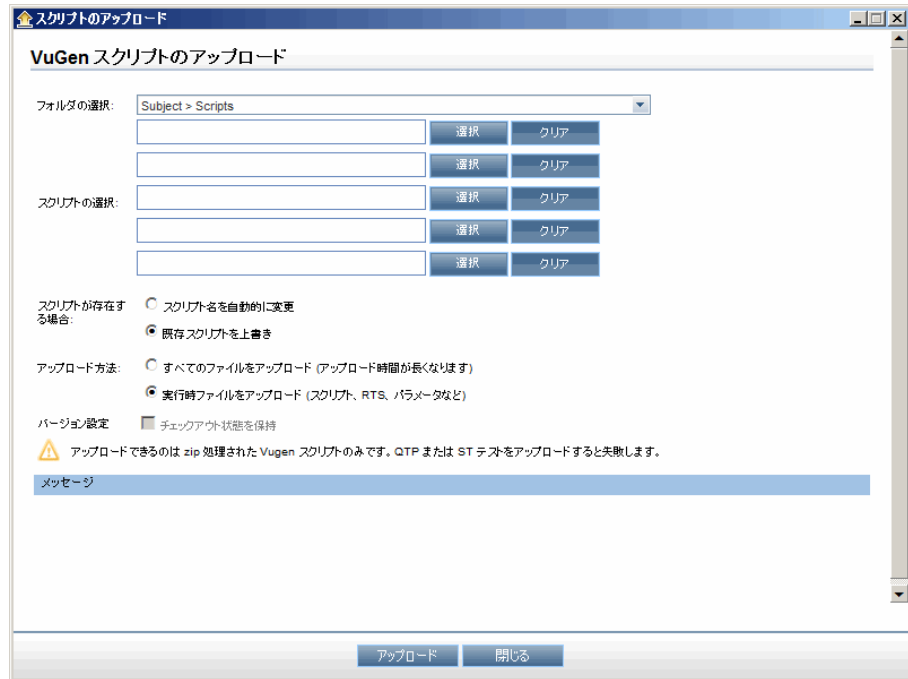 スクリプトのアップロード
VuGen スクリプトのアップロード
フォルダの選択: Subject > Scripts
選択 クリア
選択 クリア
スクリプトの選択: 選択 クリア
選択 クリア
選択 クリア
スクリプトが存在す
る場合:
スクリプト名を自動的に変更
既存スクリプトを上書き
アップロード方法: すべてのファイルをアップロード (アップロード時間が長くなります)
実行時ファイルをアップロード (スクリプト、RTS、パラメータなど)
バージョン設定 チェックアウト状態を保持
アップロードできるのは zip 処理された Vugen スクリプトのみです。QTP または ST テストをアップロードすると失敗します。
メッセージ
アップロード 閉じる